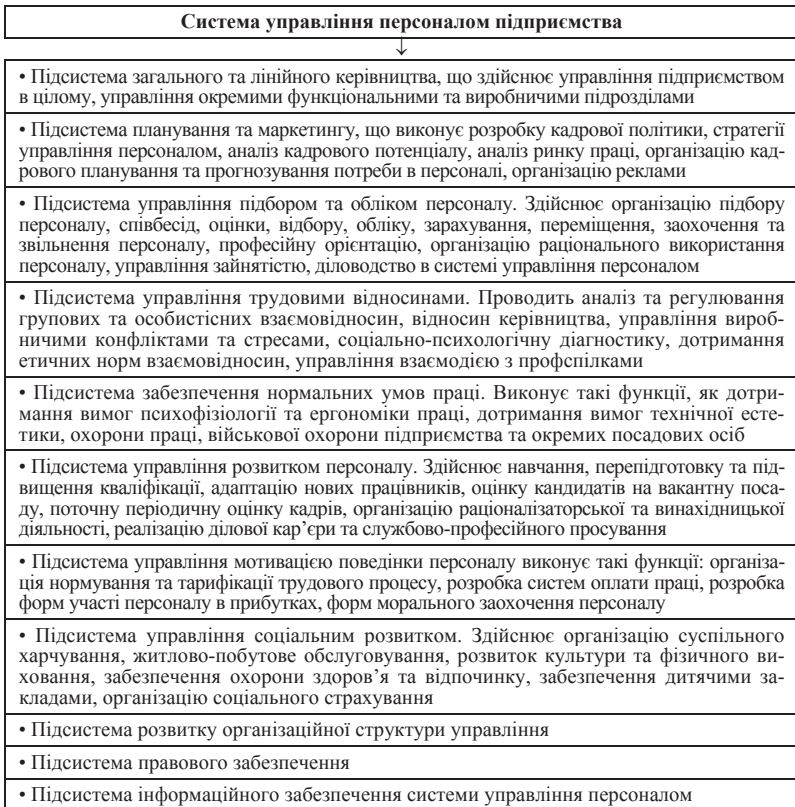 Система управління персоналом підприємства
↓
• Підсистема загального та лінійного керівництва, що здійснює управління підприємством
в цілому, управління окремими функціональними та виробничими підрозділами
• Підсистема планування та маркетингу, що виконує розробку кадрової політики, стратегії
управління персоналом, аналіз кадрового потенціалу, аналіз ринку праці, організацію кад-
рового планування та прогнозування потреби в персоналі, організацію реклами
• Підсистема управління підбором та обліком персоналу. Здійснює організацію підбору
персоналу, співбесід, оцінки, відбору, обліку, зарахування, переміщення, заохочення та
звільнення персоналу, професійну орієнтацію, організацію раціонального використання
персоналу, управління зайнятістю, діловодство в системі управління персоналом
• Підсистема управління трудовими відносинами. Проводить аналіз та регулювання
групових та особистісних взаємовідносин, відносин керівництва, управління вироб-
ничими конфліктами та стресами, соціально-психологічну діагностику, дотримання
етичних норм взаємовідносин, управління взаємодією з профспілками
• Підсистема забезпечення нормальних умов праці. Виконує такі функції, як дотри-
мання вимог психофізіології та ергономіки праці, дотримання вимог технічної есте-
тики, охорони праці, військової охорони підприємства та окремих посадових осіб
• Підсистема управління розвитком персоналу. Здійснює навчання, перепідготовку та під-
вищення кваліфікації, адаптацію нових працівників, оцінку кандидатів на вакантну поса-
ду, поточну періодичну оцінку кадрів, організацію раціоналізаторської та винахідницької
діяльності, реалізацію ділової кар’єри та службово-професійного просування
• Підсистема управління мотивацією поведінки персоналу виконує такі функції: організа-
ція нормування та тарифікації трудового процесу, розробка систем оплати праці, розробка
форм участі персоналу в прибутках, форм морального заохочення персоналу
• Підсистема управління соціальним розвитком. Здійснює організацію суспільного
харчування, житлово-побутове обслуговування, розвиток культури та фізичного ви-
ховання, забезпечення охорони здоров’я та відпочинку, забезпечення дитячими за-
кладами, організацію соціального страхування
• Підсистема розвитку організаційної структури управління
• Підсистема правового забезпечення
• Підсистема інформаційного забезпечення системи управління персоналом